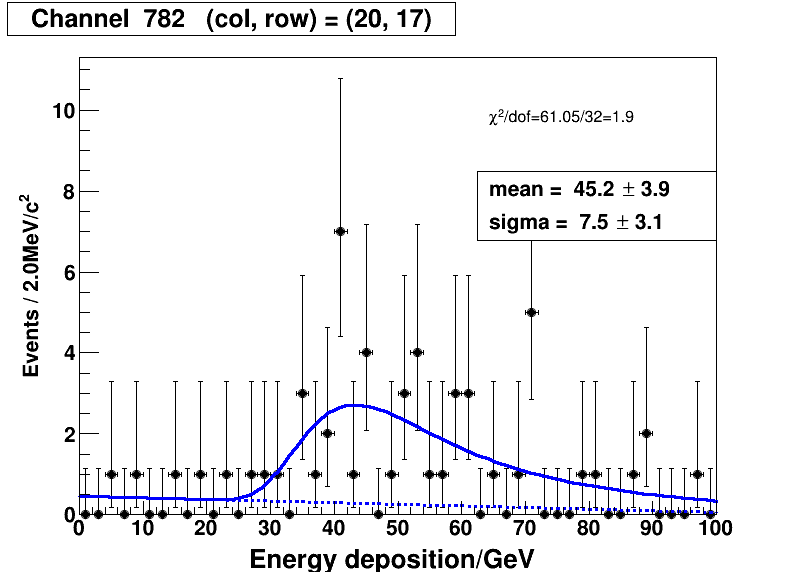 Channel 782 (col, row) = (20, 17)
χ²/dof=61.05/32=1.9
mean = 45.2 ± 3.9
sigma = 7.5 ± 3.1
Events / 2.0MeV/c²
10
8
6
4
2
0
0 10 20 30 40 50 60 70 80 90 100
Energy deposition/GeV